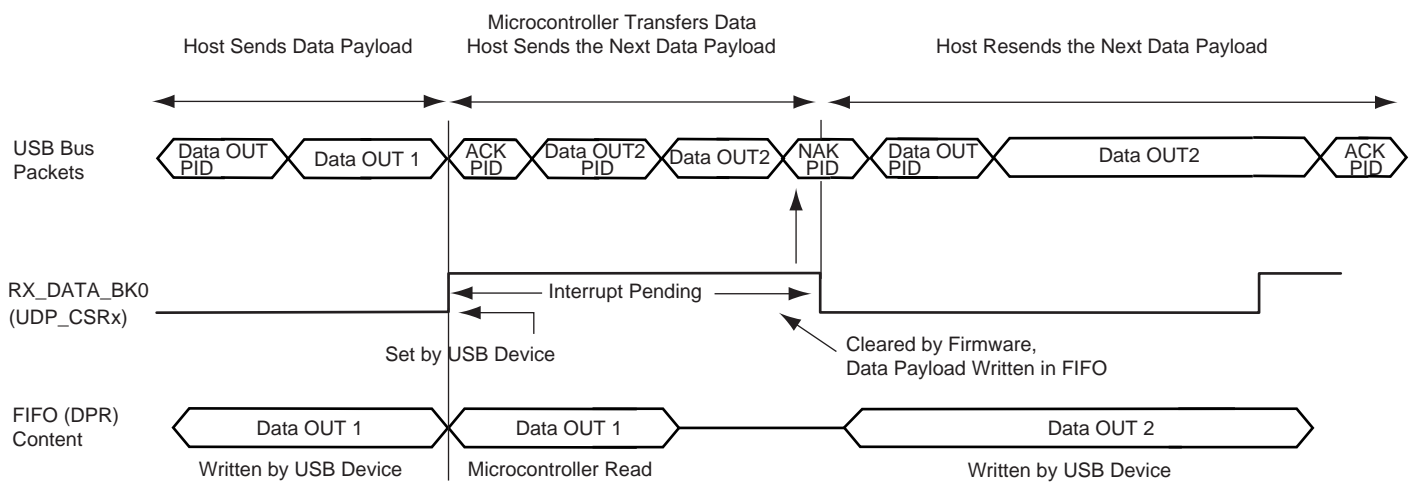 Microcontroller Transfers Data
Host Sends Data Payload
Host Sends the Next Data Payload
Host Resends the Next Data Payload
USB Bus
Packets
Data OUT
PID
Data OUT 1
ACK
PID
Data OUT2
PID
Data OUT2
NAK
PID
Data OUT
PID
Data OUT2
ACK
PID
RX_DATA_BK0
(UDP_CSRx)
Interrupt Pending
Set by USB Device
Cleared by Firmware,
Data Payload Written in FIFO
FIFO (DPR)
Content
Data OUT 1
Data OUT 1
Data OUT 2
Written by USB Device
Microcontroller Read
Written by USB Device